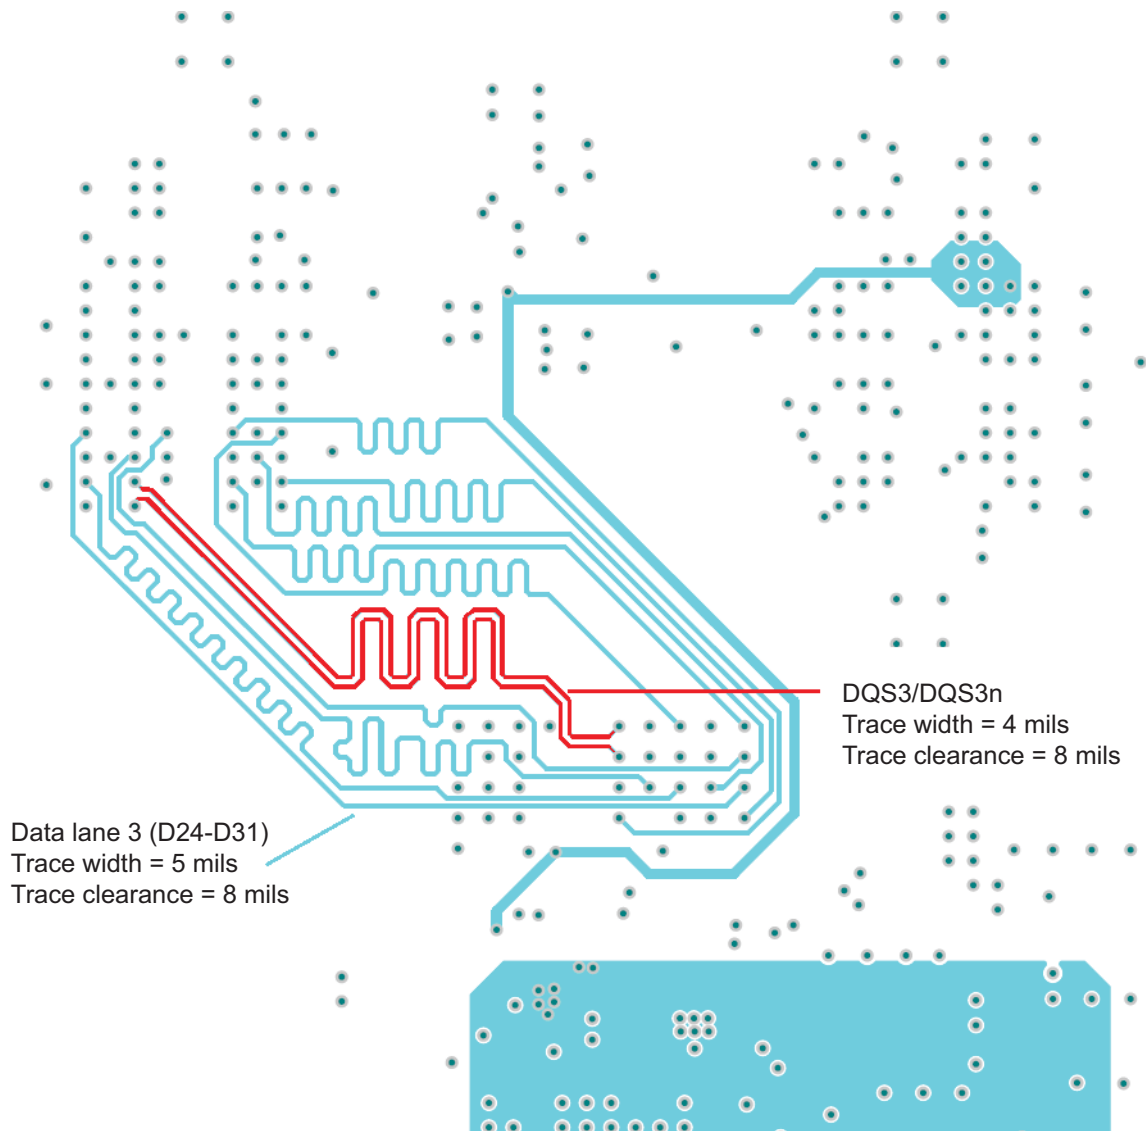 DQS3/DQS3n
Trace width = 4 mils
Trace clearance = 8 mils
Data lane 3 (D24-D31)
Trace width = 5 mils
Trace clearance = 8 mils